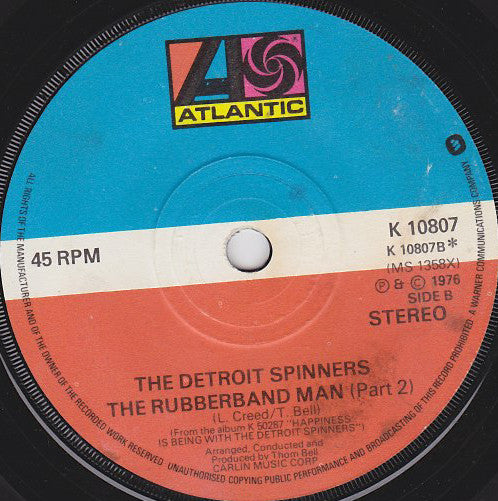 ATLANTIC
45 RPM
K 10807
K 10807B*
(MS 1358X)
Ⓟ & © 1976
SIDE B
STEREO
THE DETROIT SPINNERS
THE RUBBERBAND MAN (Part 2)
(L. Creed/T. Bell)
(From the album K 50287 "HAPPINESS
IS BEING WITH THE DETROIT SPINNERS")
Arranged, Conducted and
Produced by Thom Bell
CARLIN MUSIC CORP
ALL RIGHTS OF THE MANUFACTURER AND OF THE OWNER OF THE RECORDED WORK RESERVED UNAUTHORISED COPYING PUBLIC PERFORMANCE AND BROADCASTING OF THIS RECORD PROHIBITED A WARNER COMMUNICATIONS COMPANY